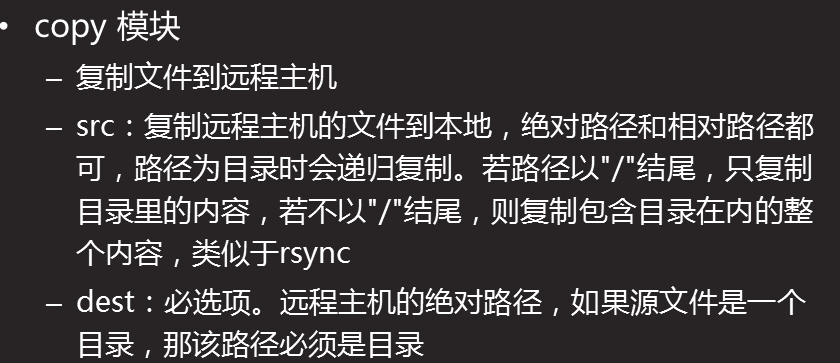 • copy 模块
– 复制文件到远程主机
– src：复制远程主机的文件到本地，绝对路径和相对路径都
可，路径为目录时会递归复制。若路径以"/"结尾，只复制
目录里的内容，若不以"/"结尾，则复制包含目录在内的整
个内容，类似于rsync
– dest：必选项。远程主机的绝对路径，如果源文件是一个
目录，那该路径必须是目录